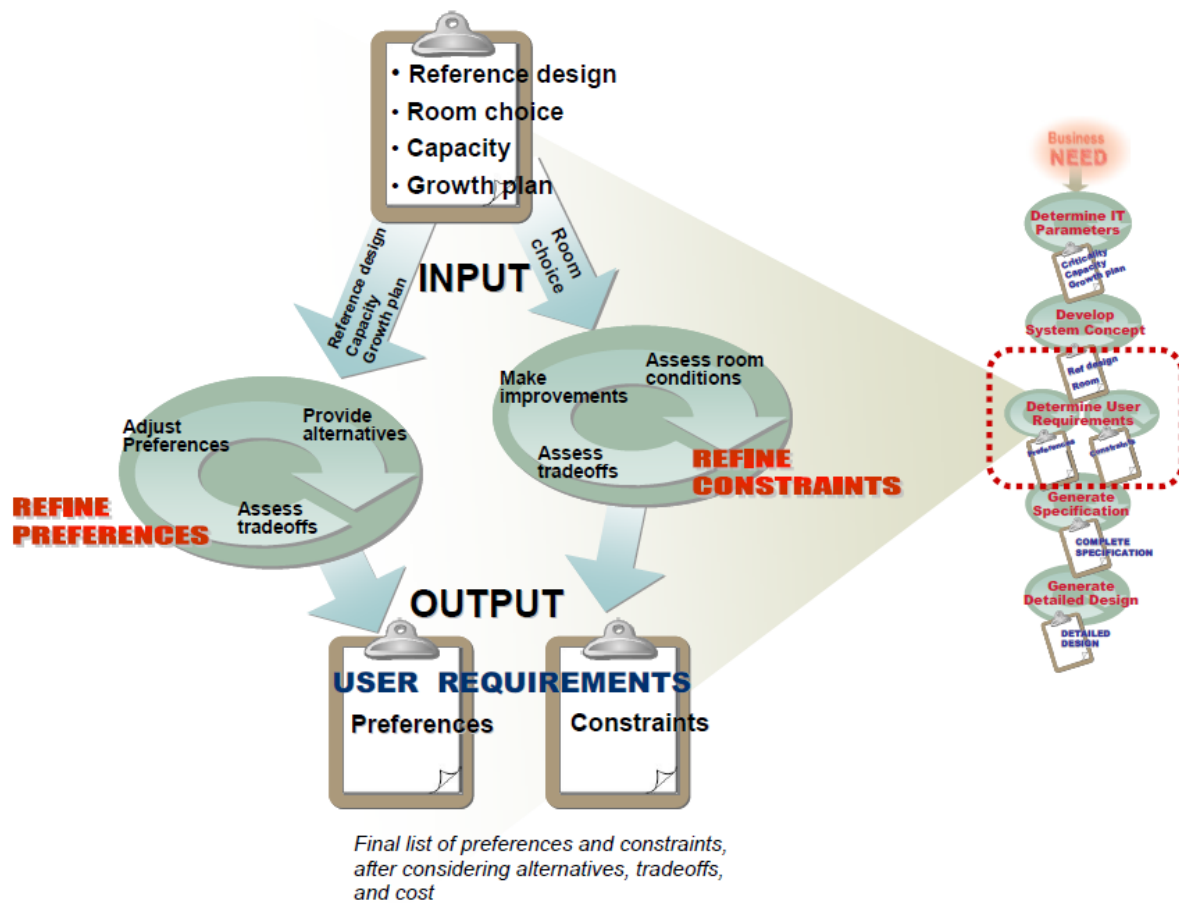 • Reference design
• Room choice
• Capacity
• Growth plan
Reference design
Capacity
Growth plan
INPUT
Room
choice
Adjust
Preferences
Provide
alternatives
Assess
tradeoffs
REFINE
PREFERENCES
Make
improvements
Assess room
conditions
Assess
tradeoffs
REFINE
CONSTRAINTS
OUTPUT
USER REQUIREMENTS
Preferences
Constraints
Final list of preferences and constraints,
after considering alternatives, tradeoffs,
and cost
Business
NEED
Determine IT
Parameters
Criticality
Capacity
Growth plan
Develop
System Concept
Ref design
Room
Determine User
Requirements
Preferences
Constraints
Generate
Specification
COMPLETE
SPECIFICATION
Generate
Detailed Design
DETAILED
DESIGN